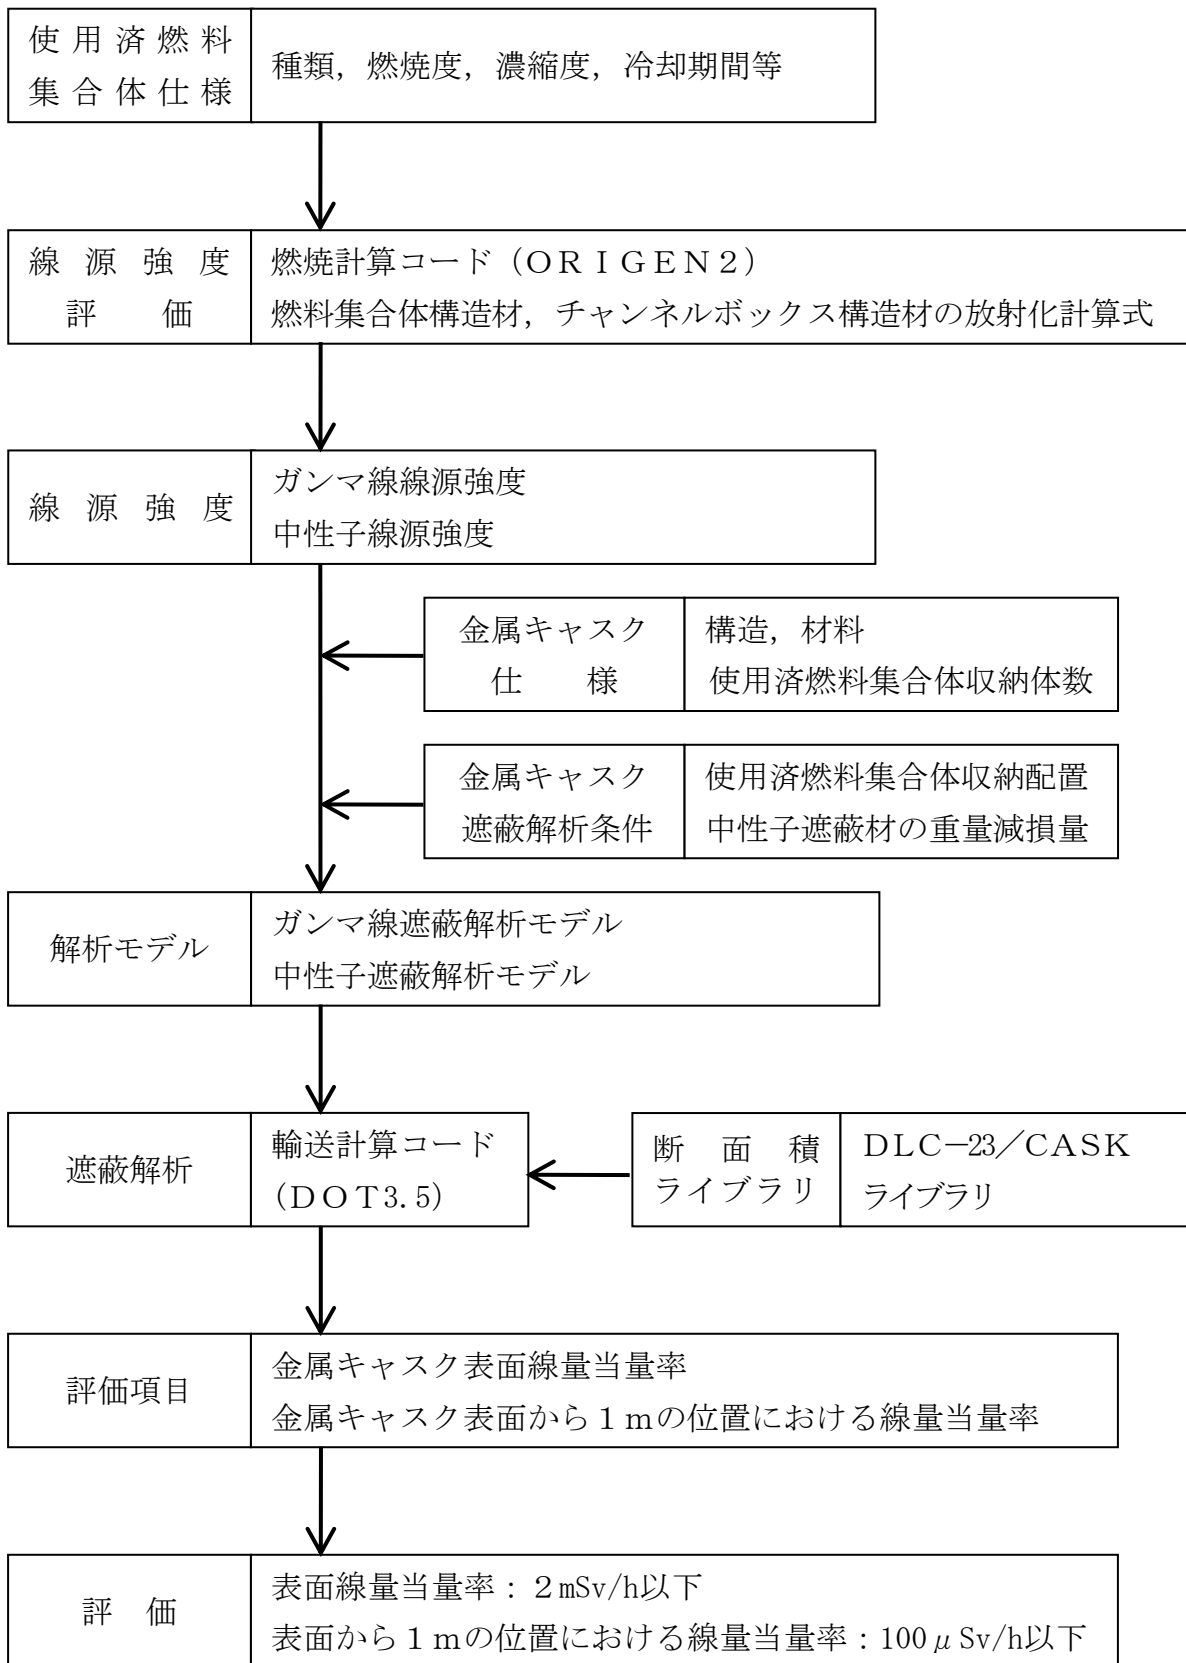 使用済燃料
集合体仕様
種類，燃焼度，濃縮度，冷却期間等
線源強度
評価
燃焼計算コード（ＯＲＩＧＥＮ２）
燃料集合体構造材，チャンネルボックス構造材の放射化計算式
線源強度
ガンマ線線源強度
中性子線源強度
金属キャスク
仕様
構造，材料
使用済燃料集合体収納体数
金属キャスク
遮蔽解析条件
使用済燃料集合体収納配置
中性子遮蔽材の重量減損量
解析モデル
ガンマ線遮蔽解析モデル
中性子遮蔽解析モデル
遮蔽解析
輸送計算コード
（ＤＯＴ3.5）
断面積
ライブラリ
ＤＬＣ－23／ＣＡＳＫ
ライブラリ
評価項目
金属キャスク表面線量当量率
金属キャスク表面から１ｍの位置における線量当量率
評価
表面線量当量率：２mSv/h以下
表面から１ｍの位置における線量当量率：100μSv/h以下